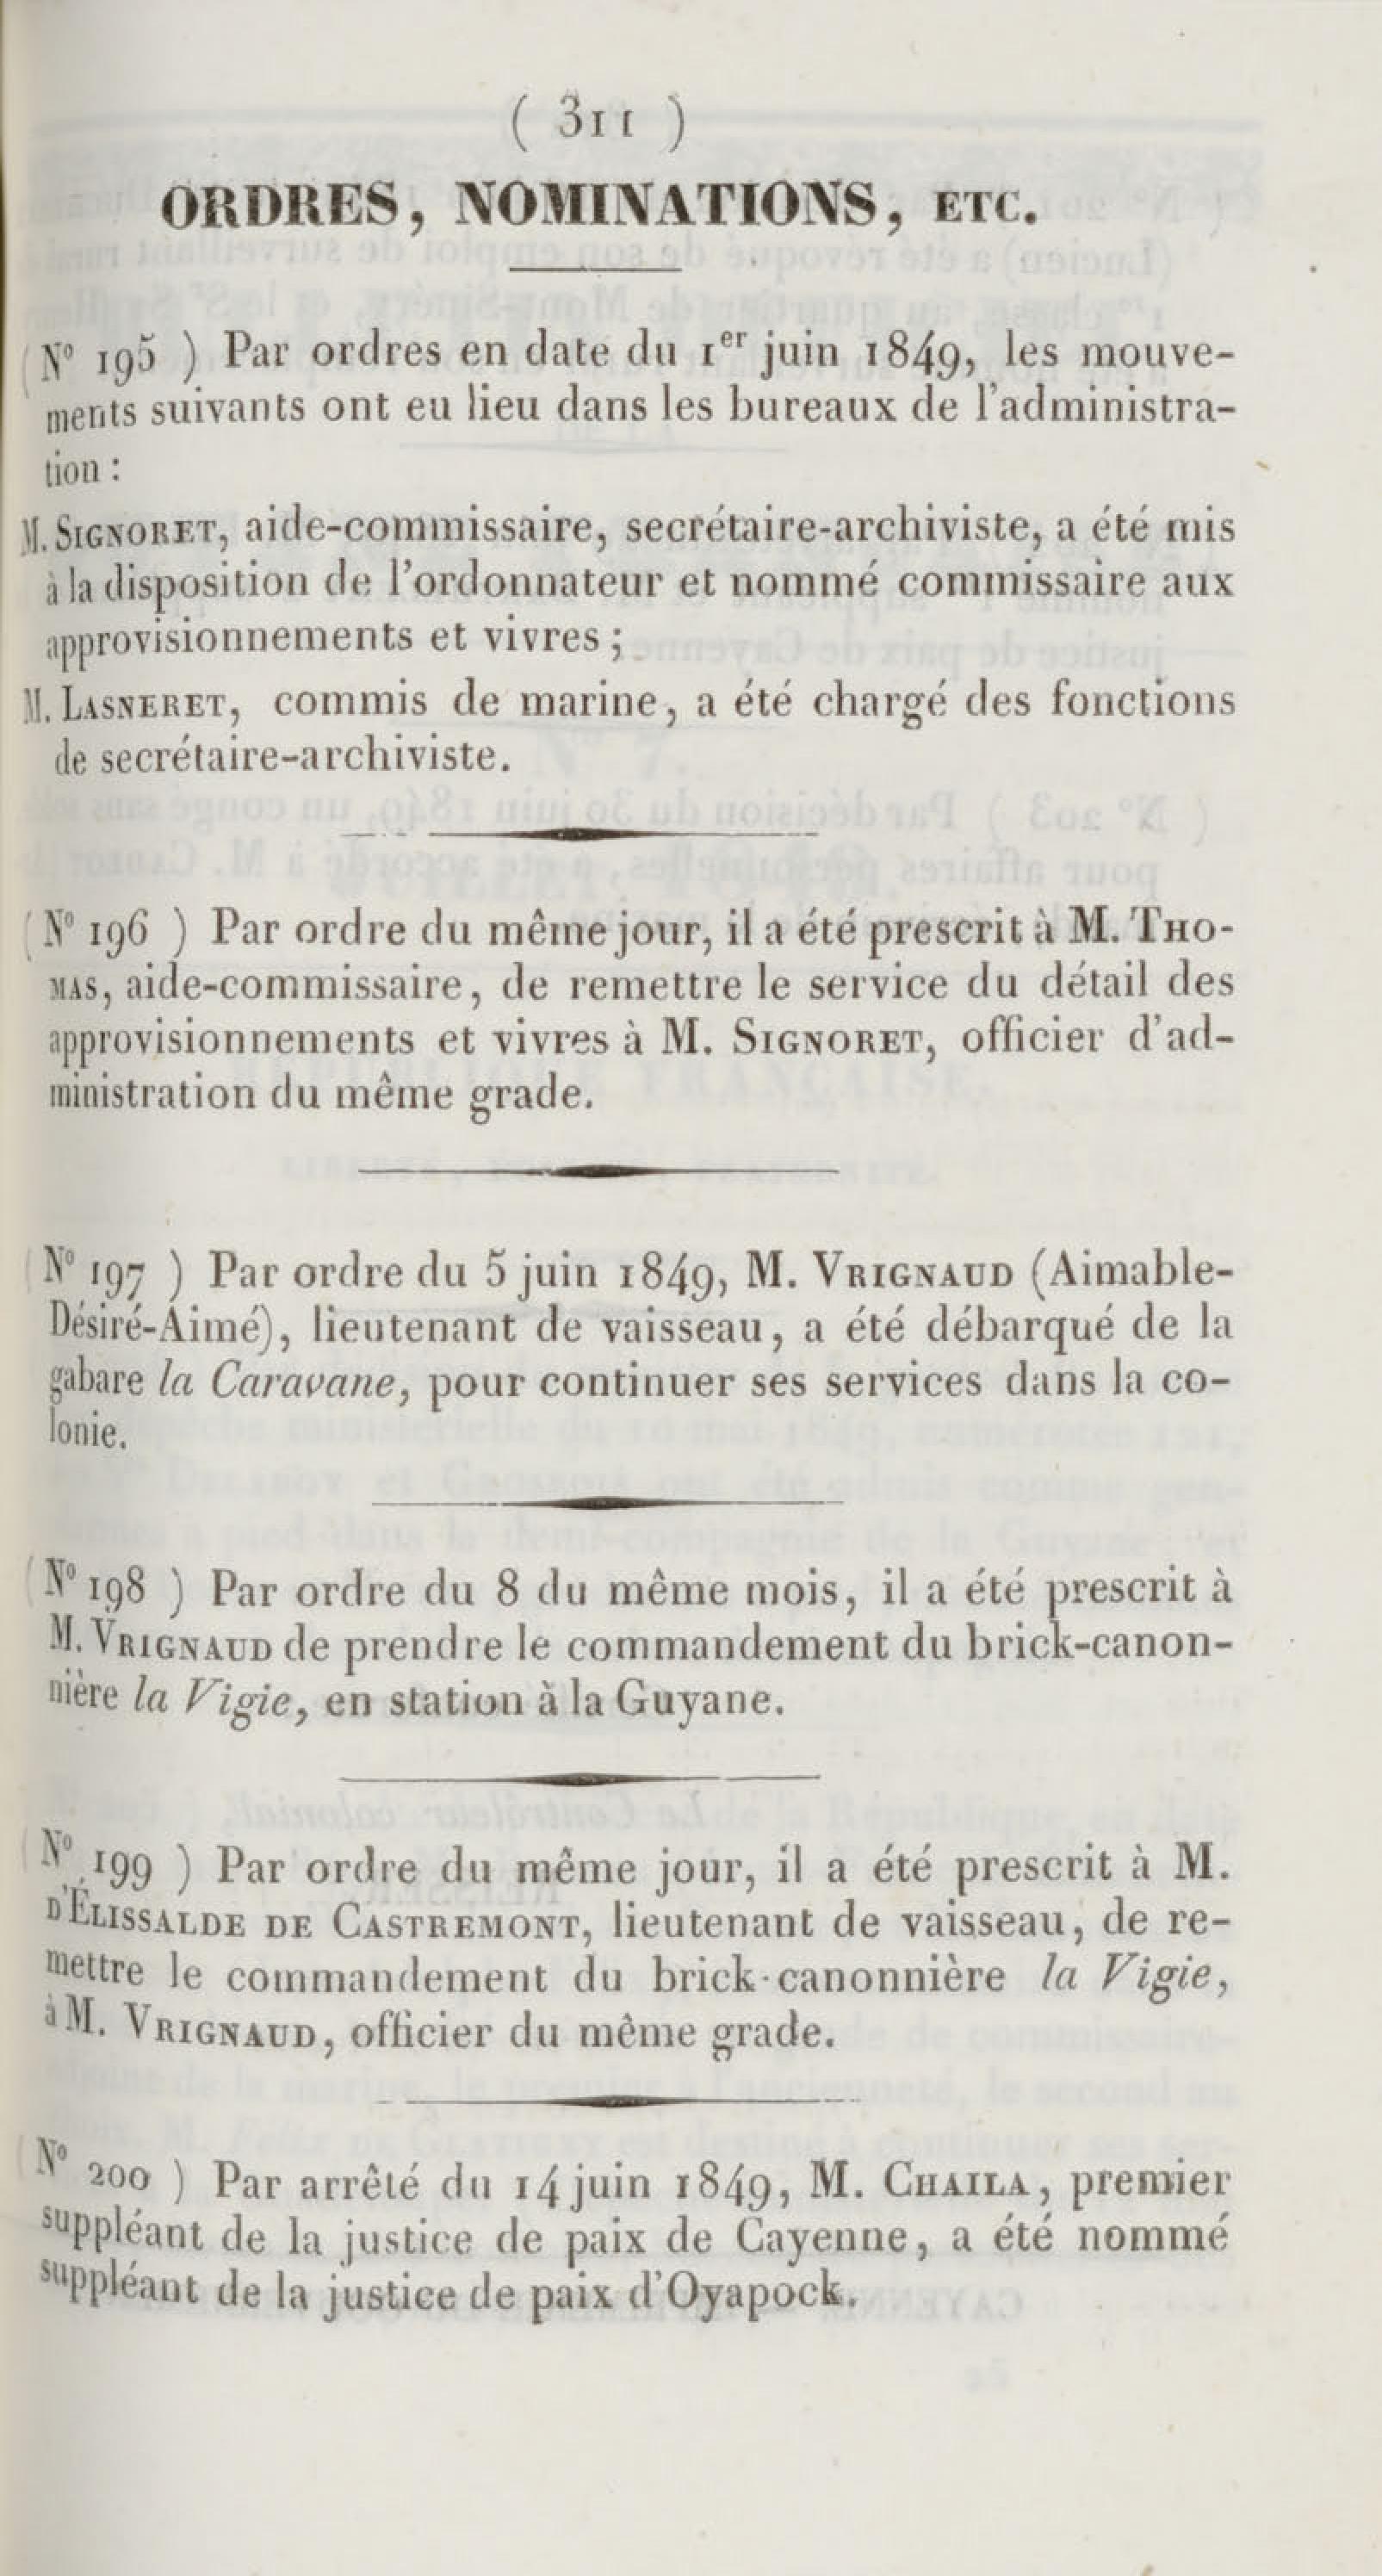 ( 311 )
ORDRES, NOMINATIONS, ETC.
( N° 195 ) Par ordres en date du 1er juin 1849, les mouve-
ments suivants ont eu lieu dans les bureaux de l'administra-
tion :
M. SIGNORET, aide-commissaire, secrétaire-archiviste, a été mis
à la disposition de l'ordonnateur et nommé commissaire aux
approvisionnements et vivres ;
M. LASNERET, commis de marine, a été chargé des fonctions
de secrétaire-archiviste.
( N° 196 ) Par ordre du même jour, il a été prescrit à M. THO-
MAS, aide-commissaire, de remettre le service du détail des
approvisionnements et vivres à M. SIGNORET, officier d'ad-
ministration du même grade.
( N° 197 ) Par ordre du 5 juin 1849, M. VRIGNAUD (Aimable-
Désiré-Aimé), lieutenant de vaisseau, a été débarqué de la
gabare la Caravane, pour continuer ses services dans la co-
lonie.
( N° 198 ) Par ordre du 8 du même mois, il a été prescrit à
M. VRIGNAUD de prendre le commandement du brick-canon-
nière la Vigie, en station à la Guyane.
( N° 199 ) Par ordre du même jour, il a été prescrit à M.
D'ÉLISSALDE DE CASTREMONT, lieutenant de vaisseau, de re-
mettre le commandement du brick-canonnière la Vigie,
à M. VRIGNAUD, officier du même grade.
( N° 200 ) Par arrêté du 14 juin 1849, M. CHAILA, premier
suppléant de la justice de paix de Cayenne, a été nommé
suppléant de la justice de paix d'Oyapock.